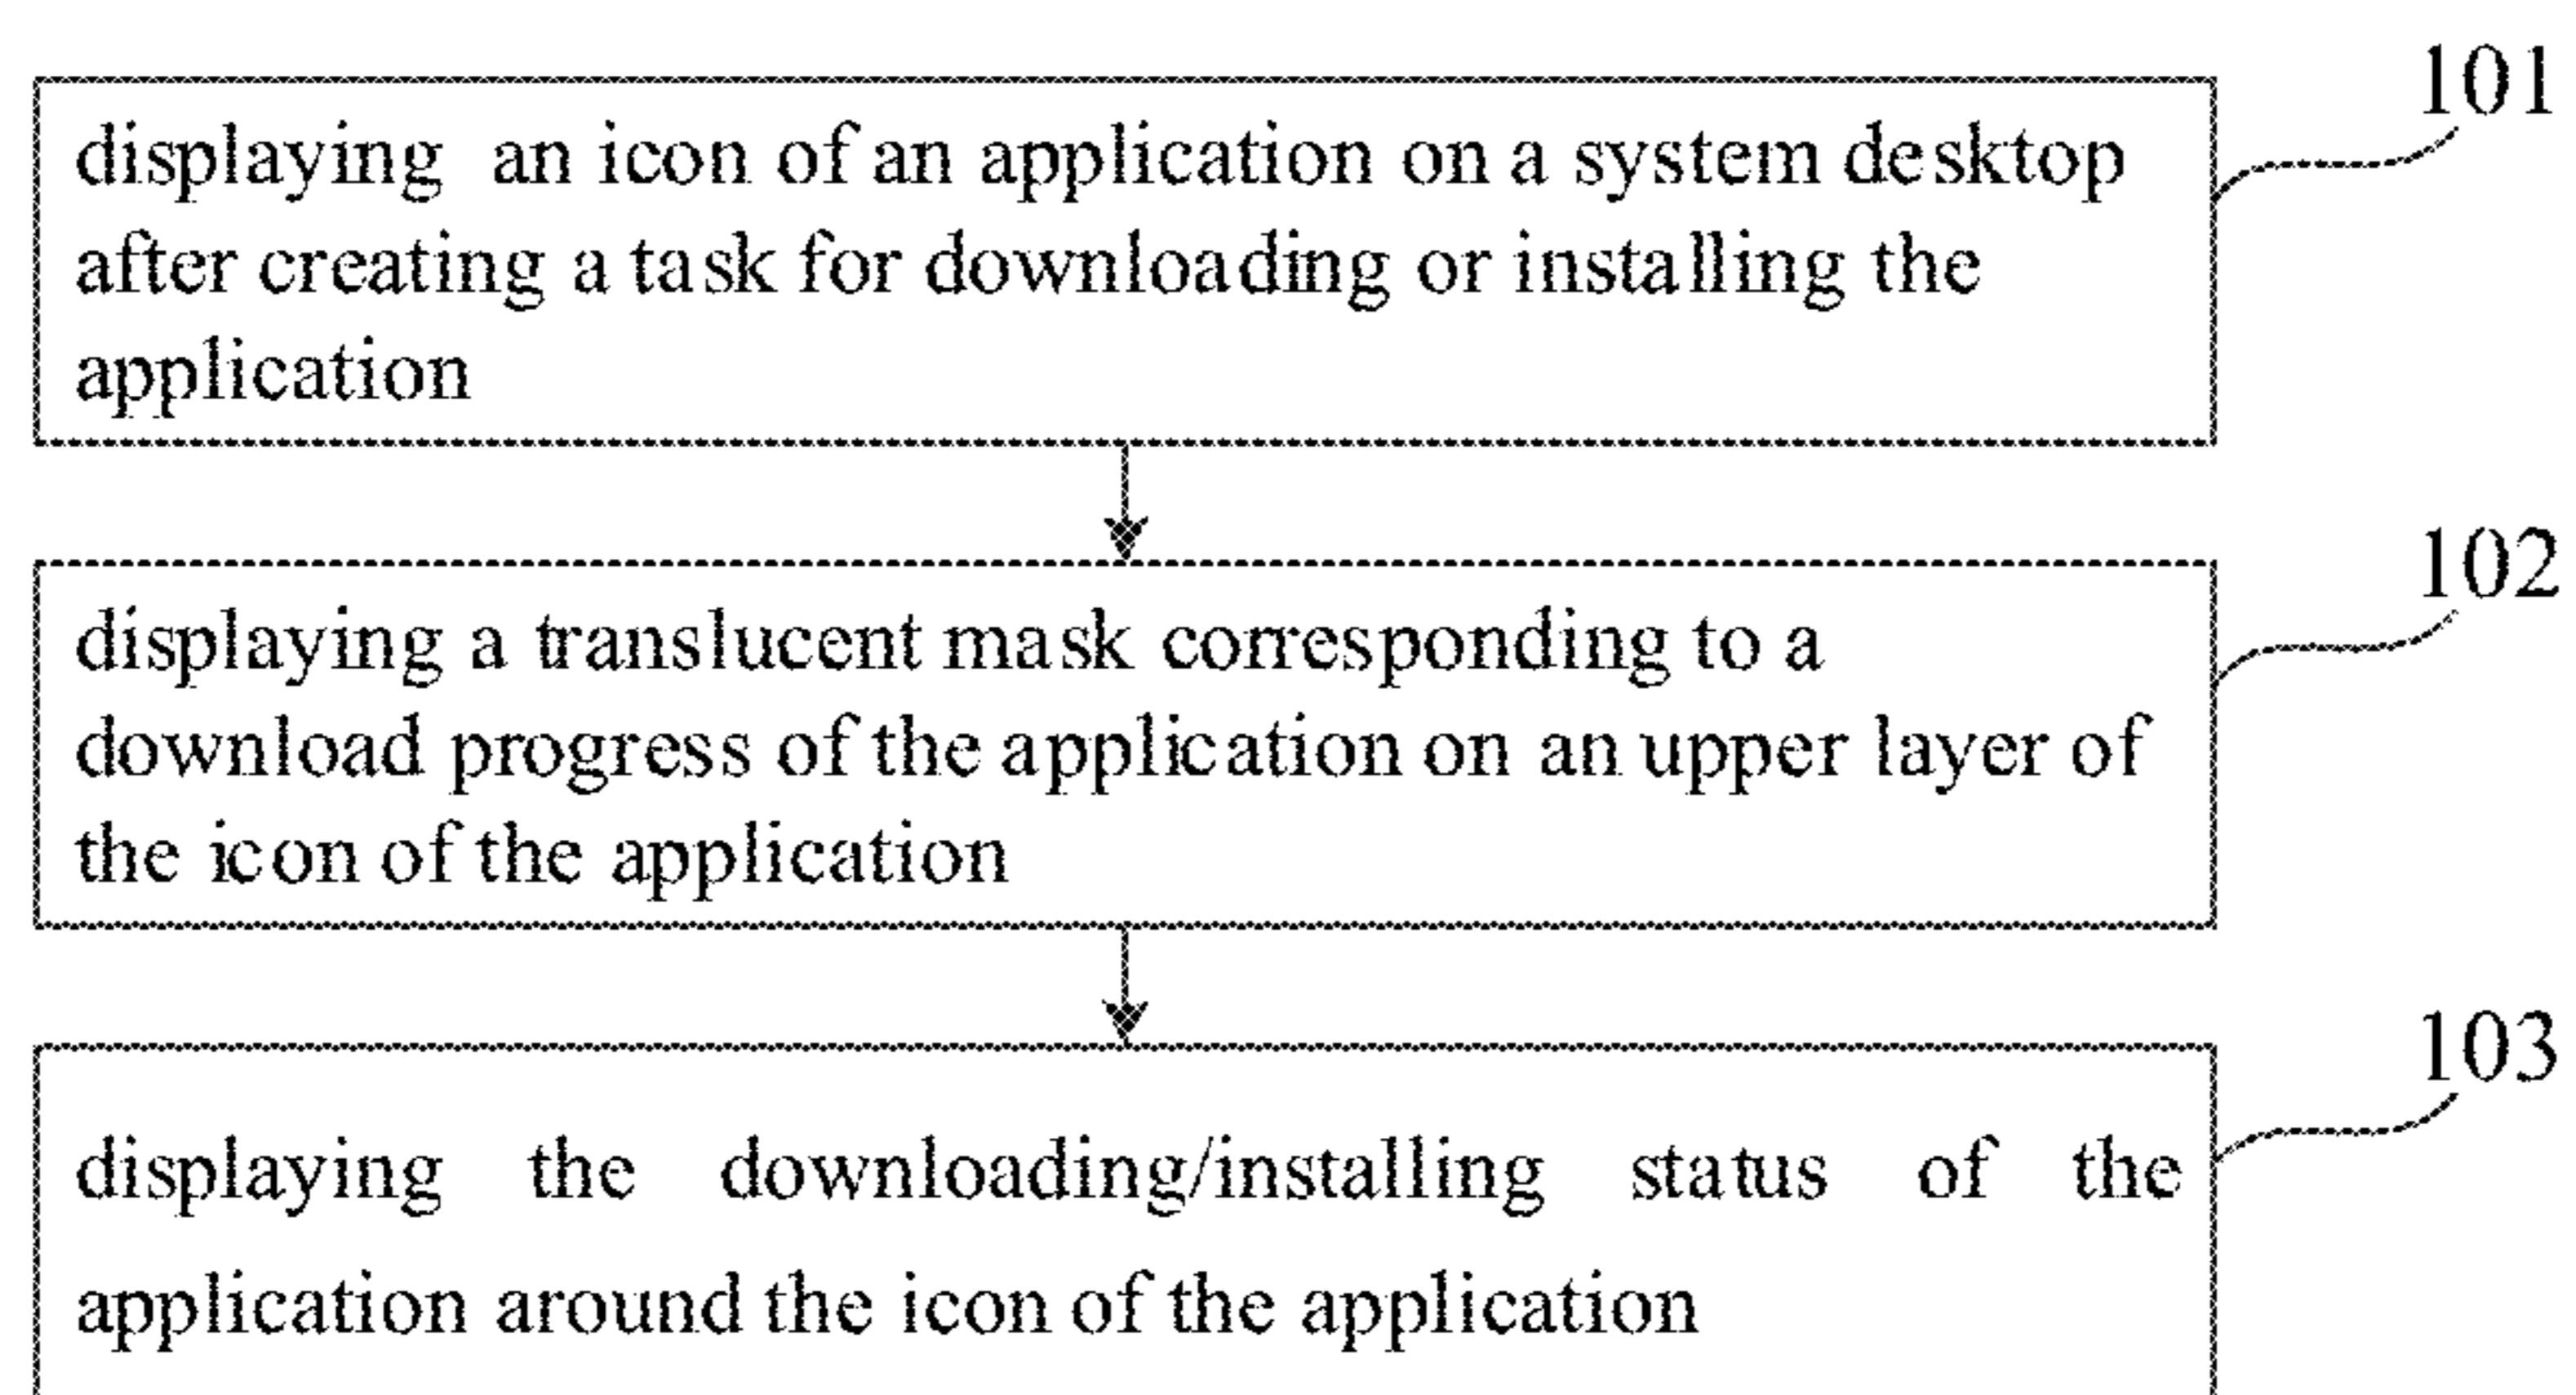 101
displaying an icon of an application on a system desktop
after creating a task for downloading or installing the
application
102
displaying a translucent mask corresponding to a
download progress of the application on an upper layer of
the icon of the application
103
displaying the downloading/installing status of the
application around the icon of the application